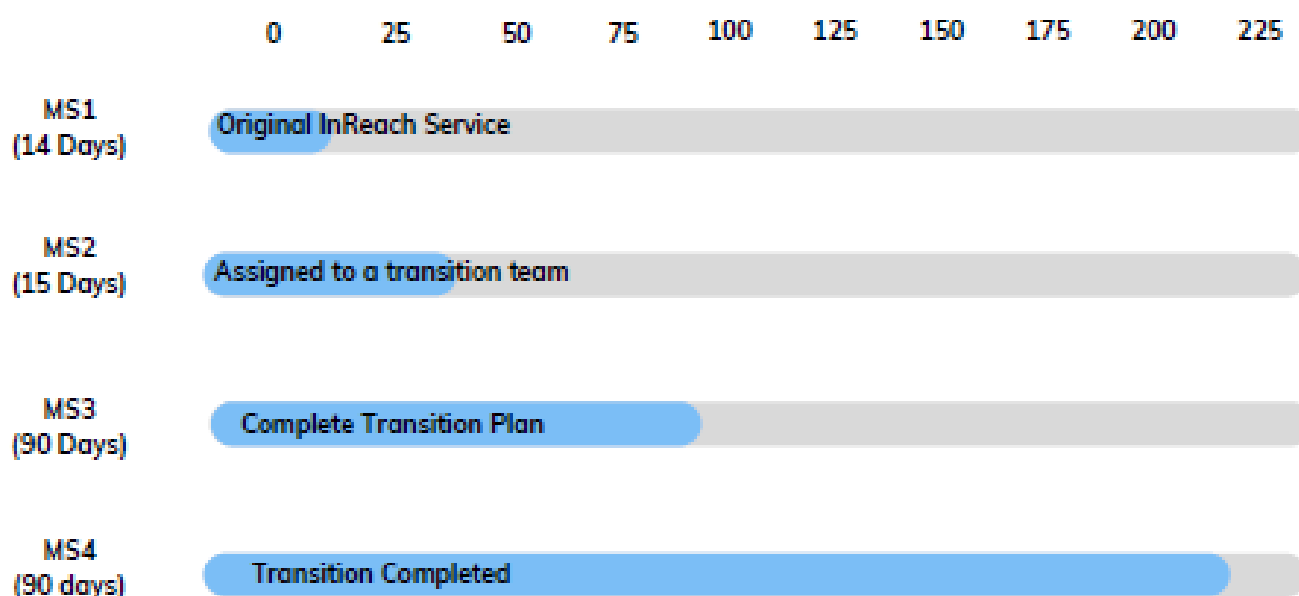 0 25 50 75 100 125 150 175 200 225
MS1
(14 Days)
Original InReach Service
MS2
(15 Days)
Assigned to a transition team
MS3
(90 Days)
Complete Transition Plan
MS4
(90 days)
Transition Completed